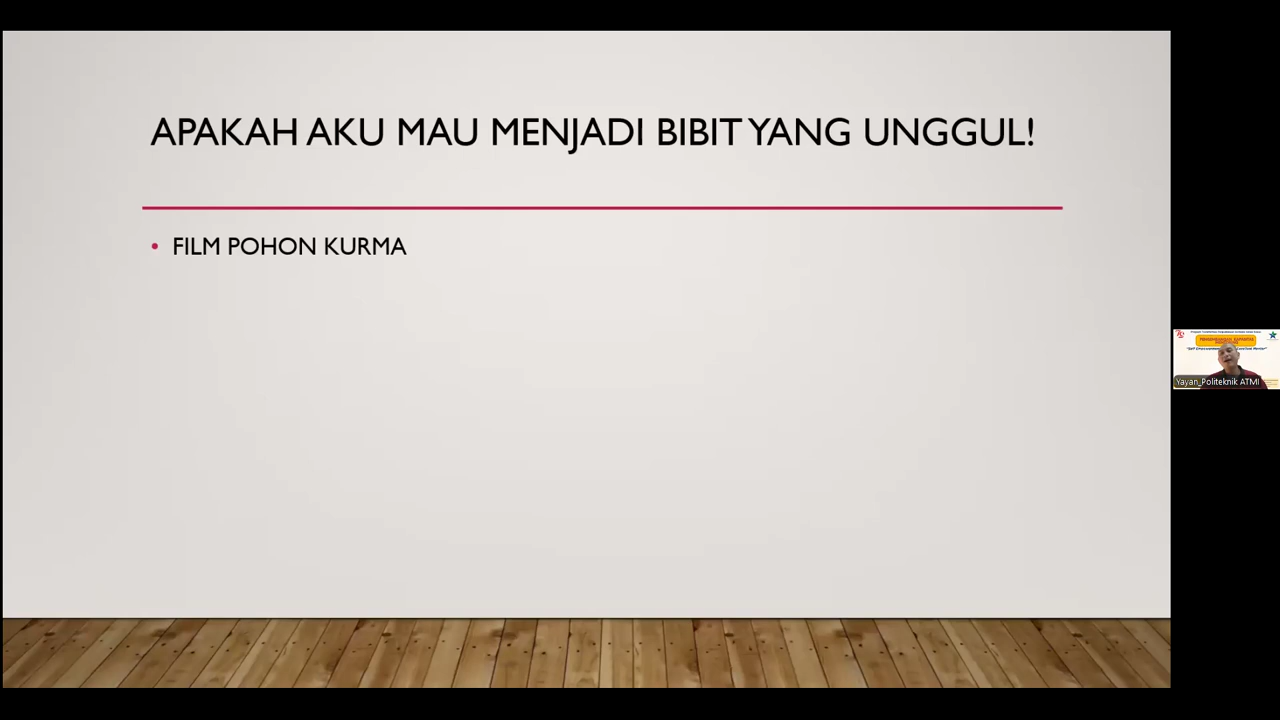 APAKAH AKU MAU MENJADI BIBIT YANG UNGGUL!
• FILM POHON KURMA
Yayan_Politeknik ATMI